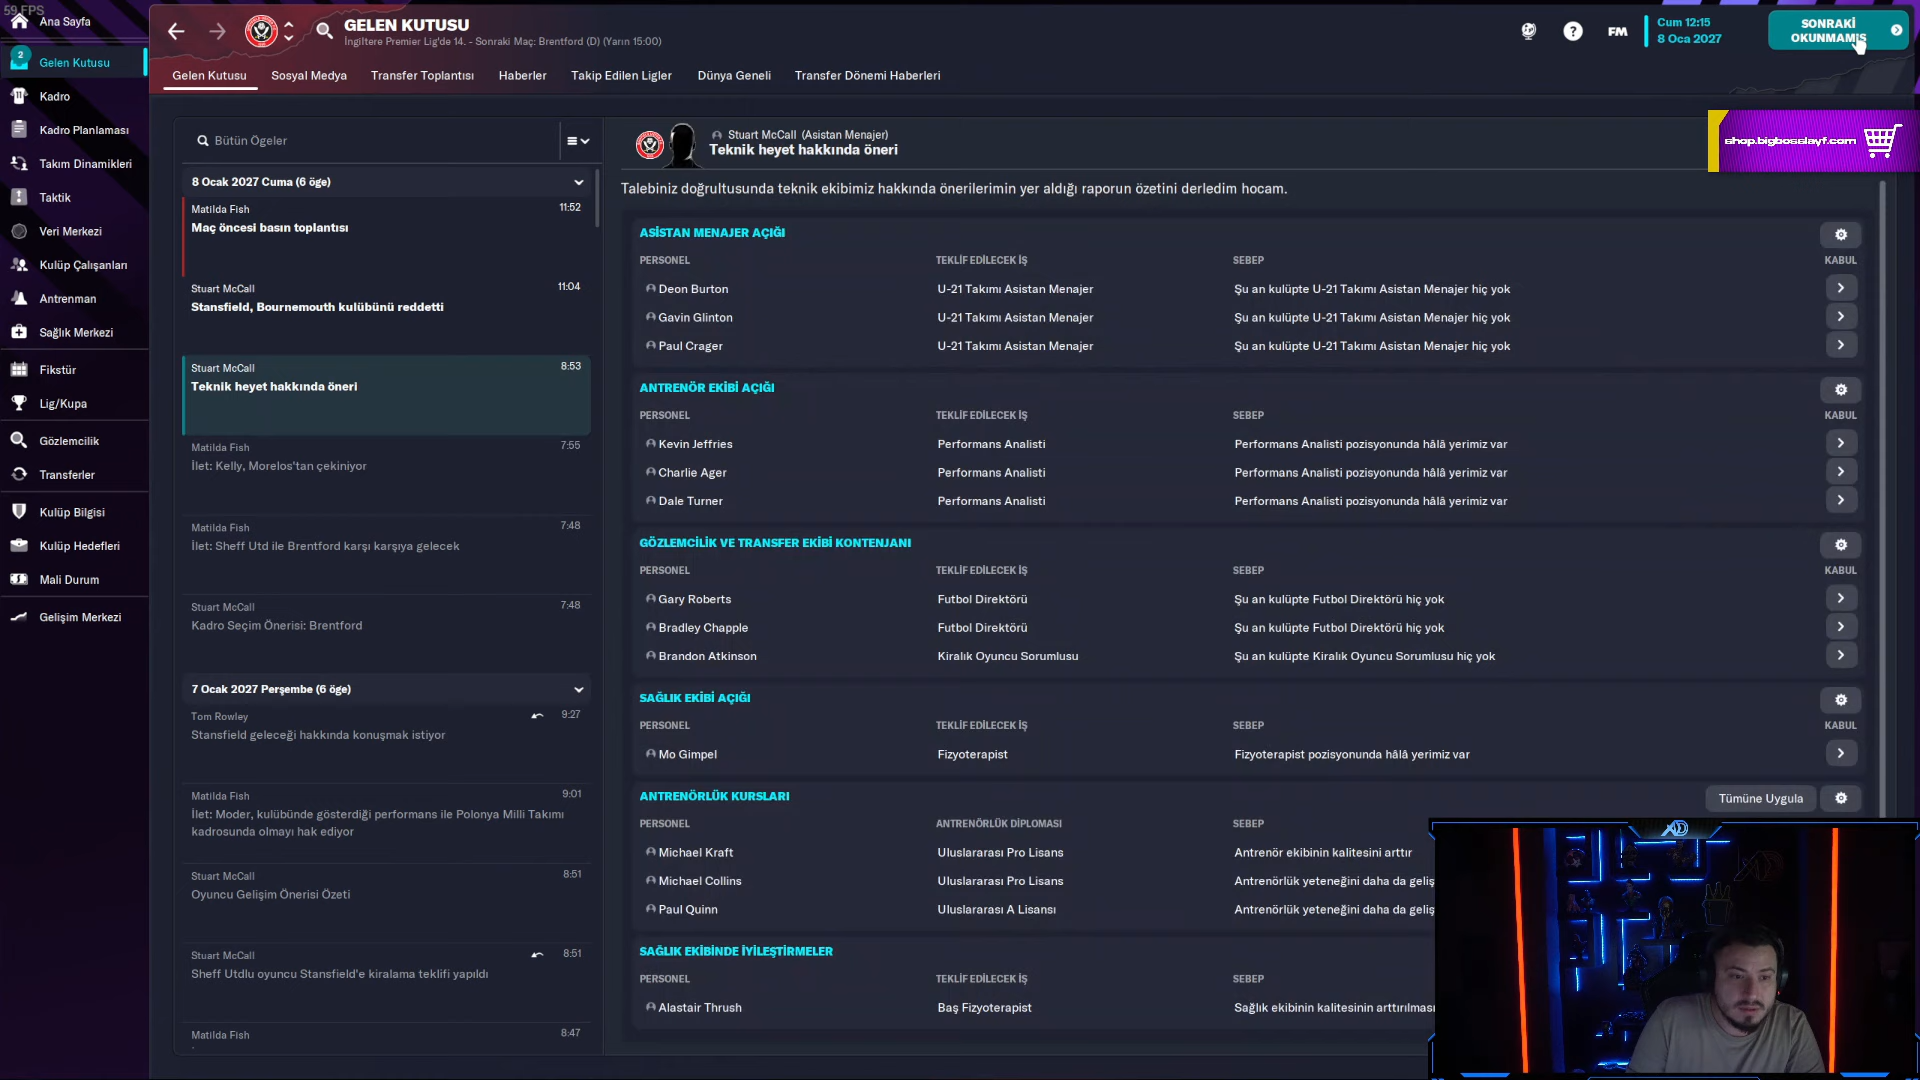 59 FPS
Ana Sayfa
2
Gelen Kutusu
Kadro
Kadro Planlaması
Takım Dinamikleri
Taktik
Veri Merkezi
Kulüp Çalışanları
Antrenman
Sağlık Merkezi
Fikstür
Lig/Kupa
Gözlemcilik
Transferler
Kulüp Bilgisi
Kulüp Hedefleri
Mali Durum
Gelişim Merkezi
GELEN KUTUSU
İngiltere Premier Lig'de 14. - Sonraki Maç: Brentford (D) (Yarın 15:00)
? FM
Cum 12:15
8 Oca 2027
SONRAKİ
OKUNMAMIŞ
Gelen Kutusu Sosyal Medya Transfer Toplantısı Haberler Takip Edilen Ligler Dünya Geneli Transfer Dönemi Haberleri
shop.bigbosslayf.com
Bütün Ögeler
8 Ocak 2027 Cuma (6 öge)
Matilda Fish 11:52
Maç öncesi basın toplantısı
Stuart McCall 11:04
Stansfield, Bournemouth kulübünü reddetti
Stuart McCall 8:53
Teknik heyet hakkında öneri
Matilda Fish 7:55
İlet: Kelly, Morelos'tan çekiniyor
Matilda Fish 7:48
İlet: Sheff Utd ile Brentford karşı karşıya gelecek
Stuart McCall 7:48
Kadro Seçim Önerisi: Brentford
7 Ocak 2027 Perşembe (6 öge)
Tom Rowley 9:27
Stansfield geleceği hakkında konuşmak istiyor
Matilda Fish 9:01
İlet: Moder, kulübünde gösterdiği performans ile Polonya Milli Takımı
kadrosunda olmayı hak ediyor
Stuart McCall 8:51
Oyuncu Gelişim Önerisi Özeti
Stuart McCall 8:51
Sheff Utdlu oyuncu Stansfield'e kiralama teklifi yapıldı
Matilda Fish 8:47
Stuart McCall (Asistan Menajer)
Teknik heyet hakkında öneri
Talebiniz doğrultusunda teknik ekibimiz hakkında önerilerimin yer aldığı raporun özetini derledim hocam.
ASİSTAN MENAJER AÇIĞI
PERSONEL TEKLİF EDİLECEK İŞ SEBEP KABUL
Deon Burton U-21 Takımı Asistan Menajer Şu an kulüpte U-21 Takımı Asistan Menajer hiç yok
Gavin Glinton U-21 Takımı Asistan Menajer Şu an kulüpte U-21 Takımı Asistan Menajer hiç yok
Paul Crager U-21 Takımı Asistan Menajer Şu an kulüpte U-21 Takımı Asistan Menajer hiç yok
ANTRENÖR EKİBİ AÇIĞI
PERSONEL TEKLİF EDİLECEK İŞ SEBEP KABUL
Kevin Jeffries Performans Analisti Performans Analisti pozisyonunda hâlâ yerimiz var
Charlie Ager Performans Analisti Performans Analisti pozisyonunda hâlâ yerimiz var
Dale Turner Performans Analisti Performans Analisti pozisyonunda hâlâ yerimiz var
GÖZLEMCİLİK VE TRANSFER EKİBİ KONTENJANI
PERSONEL TEKLİF EDİLECEK İŞ SEBEP KABUL
Gary Roberts Futbol Direktörü Şu an kulüpte Futbol Direktörü hiç yok
Bradley Chapple Futbol Direktörü Şu an kulüpte Futbol Direktörü hiç yok
Brandon Atkinson Kiralık Oyuncu Sorumlusu Şu an kulüpte Kiralık Oyuncu Sorumlusu hiç yok
SAĞLIK EKİBİ AÇIĞI
PERSONEL TEKLİF EDİLECEK İŞ SEBEP KABUL
Mo Gimpel Fizyoterapist Fizyoterapist pozisyonunda hâlâ yerimiz var
ANTRENÖRLÜK KURSLARI Tümüne Uygula
PERSONEL ANTRENÖRLÜK DİPLOMASI SEBEP
Michael Kraft Uluslararası Pro Lisans Antrenör ekibinin kalitesini arttır
Michael Collins Uluslararası Pro Lisans Antrenörlük yeteneğini daha da geliş
Paul Quinn Uluslararası A Lisansı Antrenörlük yeteneğini daha da geliş
SAĞLIK EKİBİNDE İYİLEŞTİRMELER
PERSONEL TEKLİF EDİLECEK İŞ SEBEP
Alastair Thrush Baş Fizyoterapist Sağlık ekibinin kalitesinin arttırılması